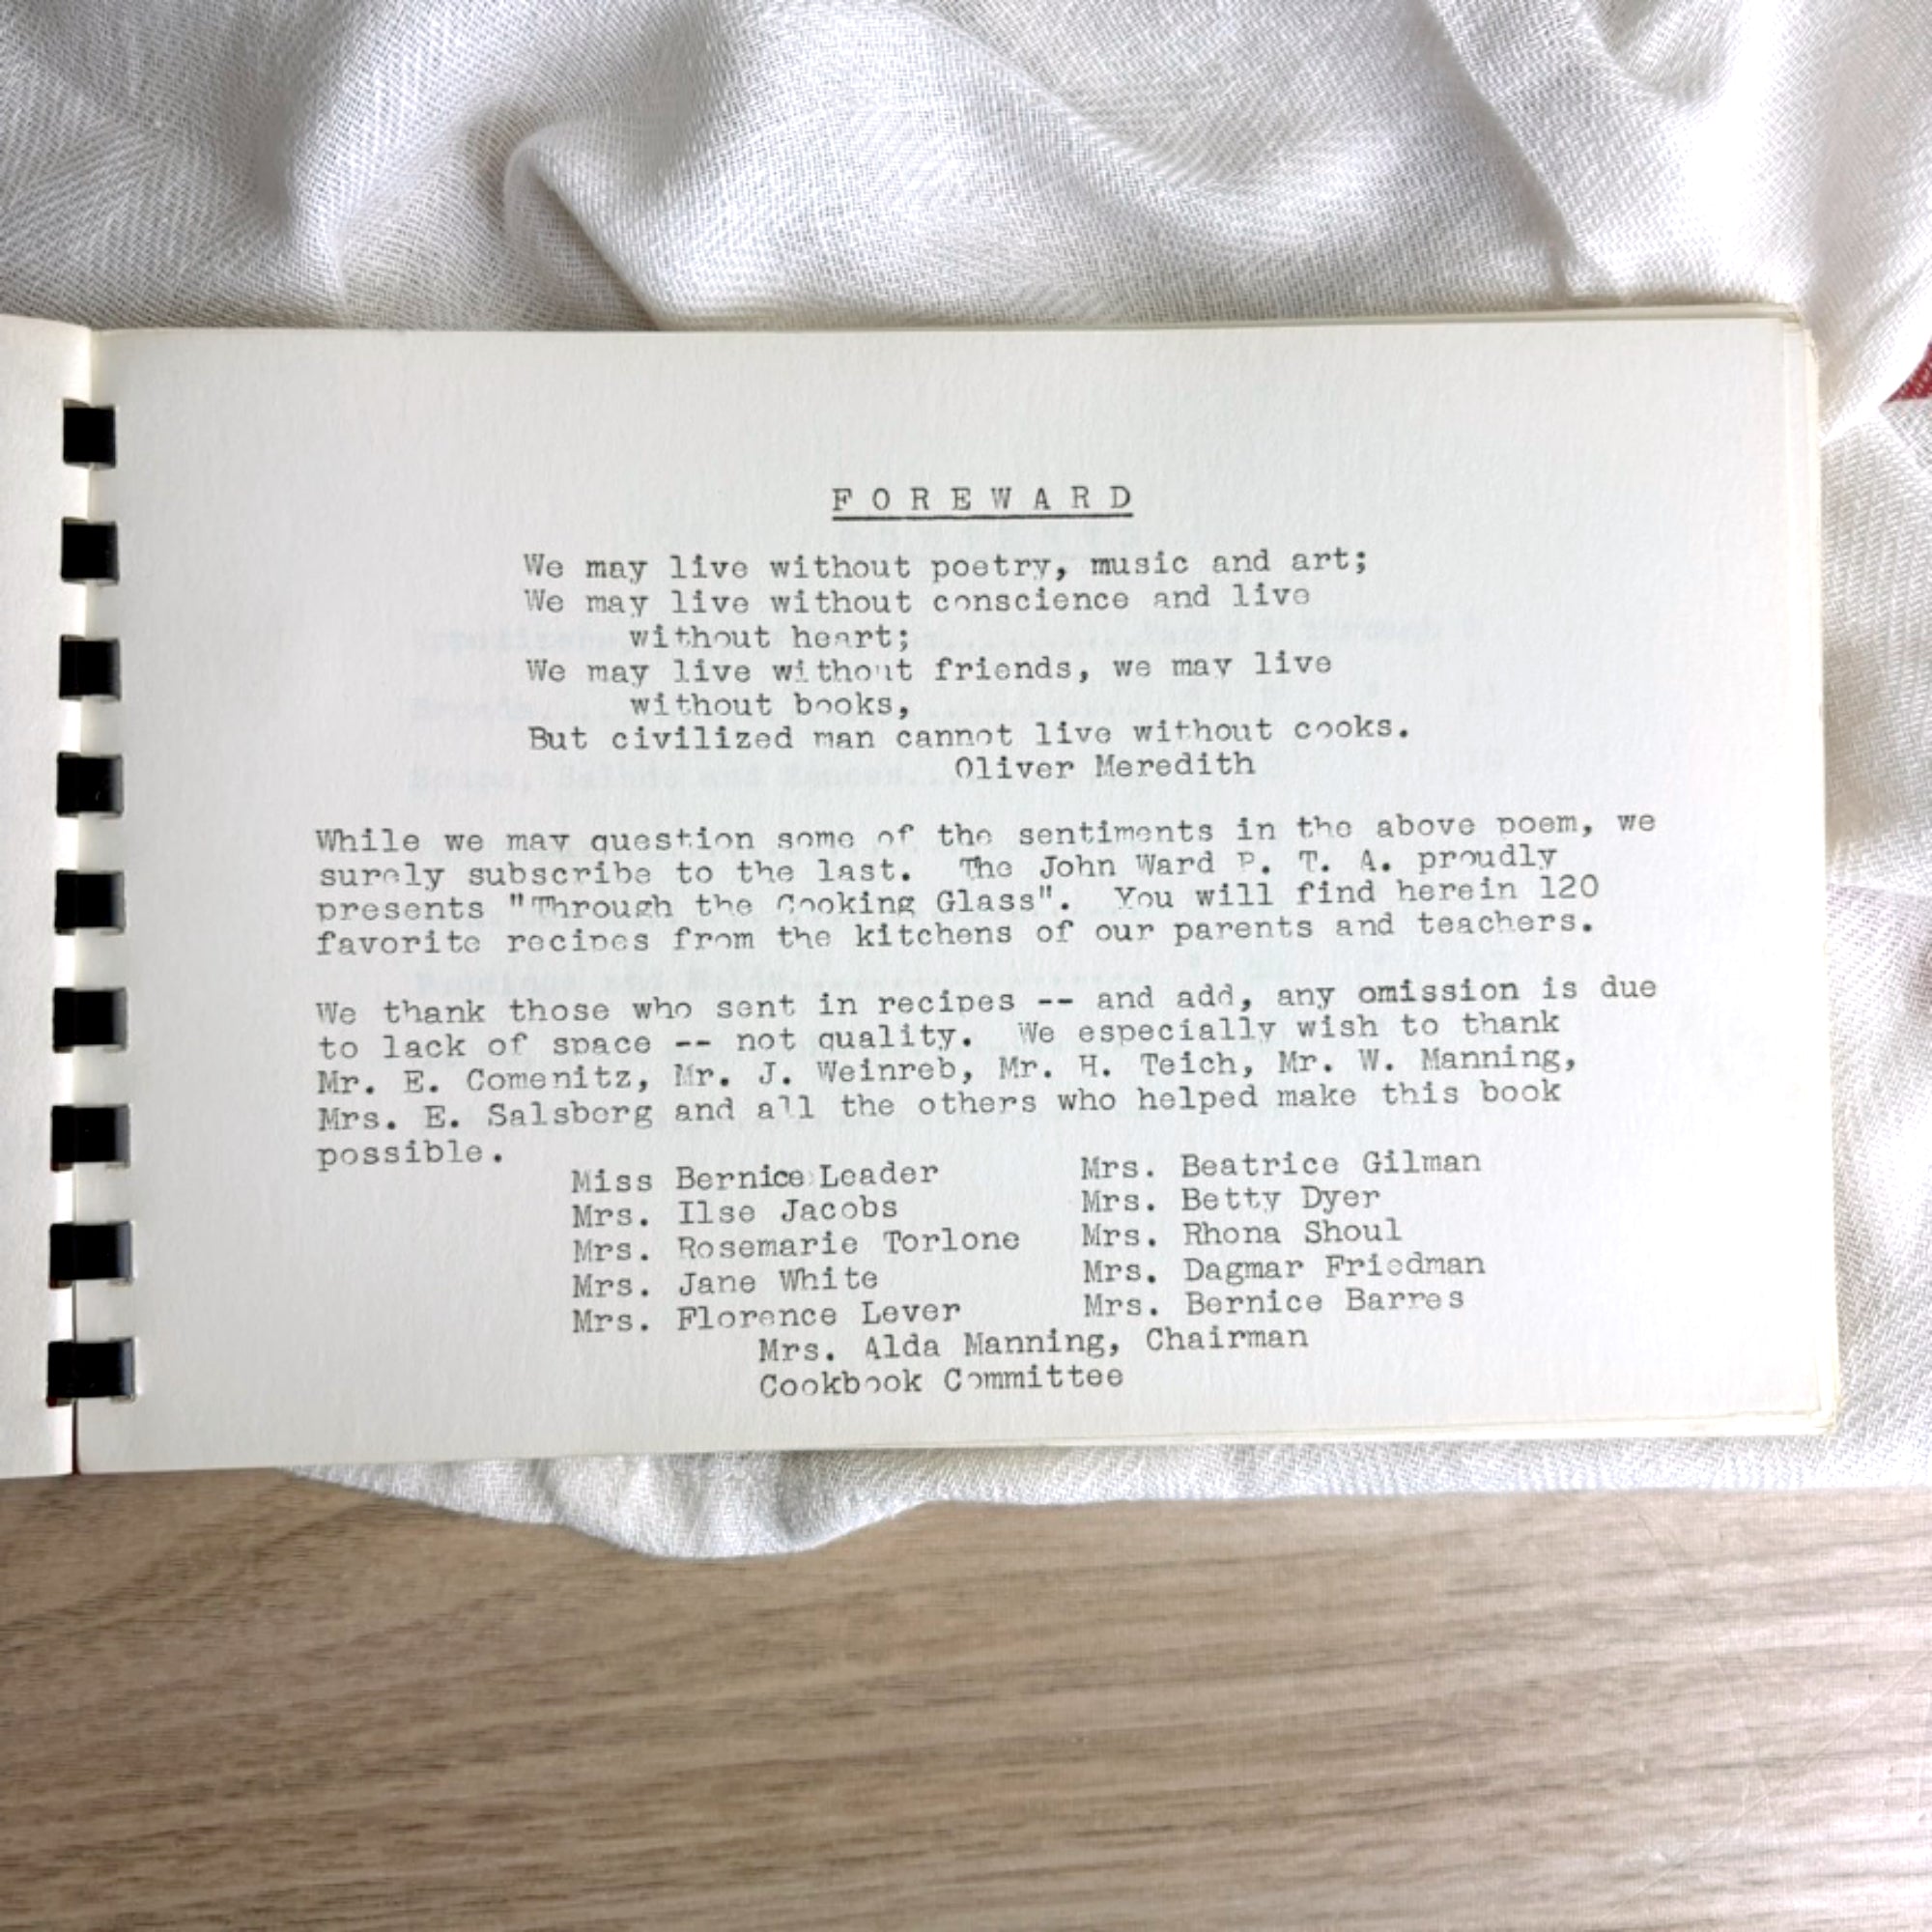 FOREWARD
We may live without poetry, music and art;
We may live without conscience and live
without heart;
We may live without friends, we may live
without books,
But civilized man cannot live without cooks.
Oliver Meredith
While we may question some of the sentiments in the above poem, we
surely subscribe to the last. The John Ward P. T. A. proudly
presents "Through the Cooking Glass". You will find herein 120
favorite recipes from the kitchens of our parents and teachers.
We thank those who sent in recipes -- and add, any omission is due
to lack of space -- not quality. We especially wish to thank
Mr. E. Comenitz, Mr. J. Weinreb, Mr. H. Teich, Mr. W. Manning,
Mrs. E. Salsberg and all the others who helped make this book
possible.
Miss Bernice Leader Mrs. Beatrice Gilman
Mrs. Ilse Jacobs Mrs. Betty Dyer
Mrs. Rosemarie Torlone Mrs. Rhona Shoul
Mrs. Jane White Mrs. Dagmar Friedman
Mrs. Florence Lever Mrs. Bernice Barres
Mrs. Alda Manning, Chairman
Cookbook Committee